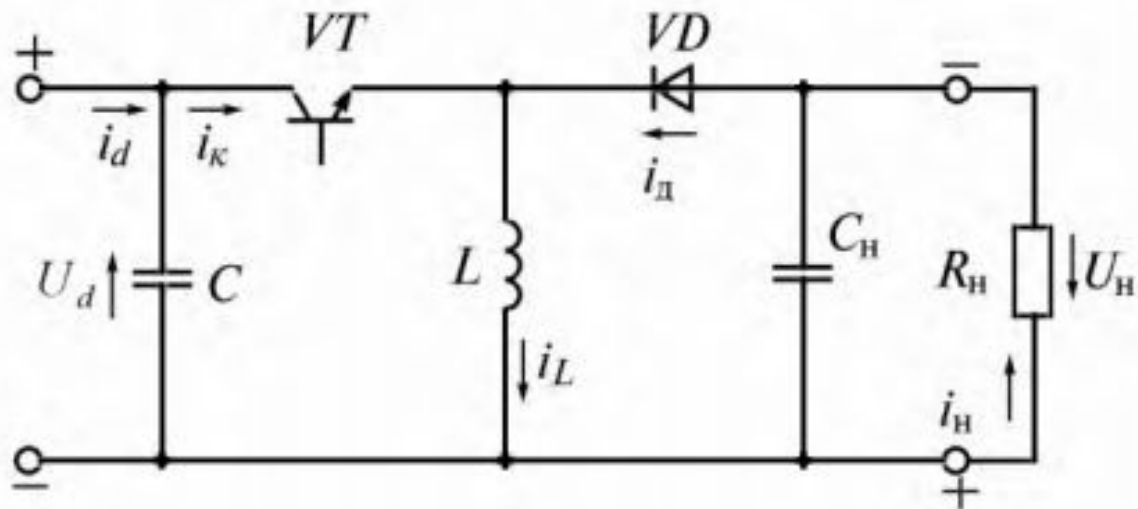 + VT VD −
i_d i_к i_д
U_d C L C_н R_н U_н
i_L i_н
− +